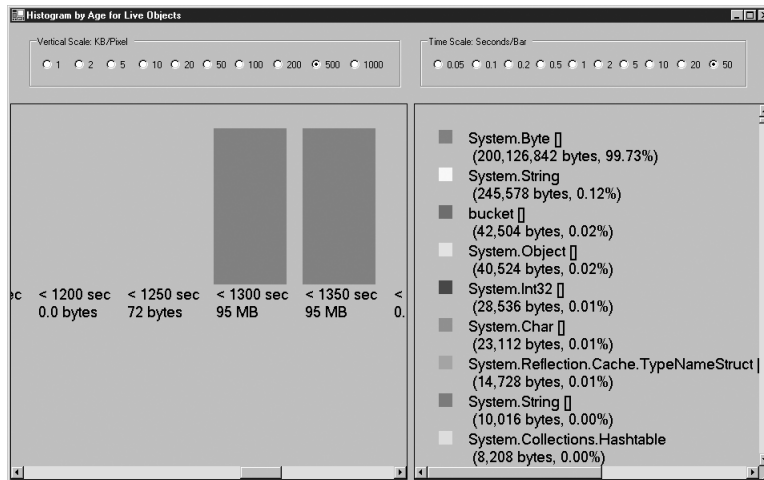 Histogram by Age for Live Objects
Vertical Scale: KB/Pixel
1 2 5 10 20 50 100 200 500 1000
Time Scale: Seconds/Bar
0.05 0.1 0.2 0.5 1 2 5 10 20 50
ec < 1200 sec < 1250 sec < 1300 sec < 1350 sec <
0.0 bytes 72 bytes 95 MB 95 MB 0.
System.Byte []
(200,126,842 bytes, 99.73%)
System.String
(245,578 bytes, 0.12%)
bucket []
(42,504 bytes, 0.02%)
System.Object []
(40,524 bytes, 0.02%)
System.Int32 []
(28,536 bytes, 0.01%)
System.Char []
(23,112 bytes, 0.01%)
System.Reflection.Cache.TypeNameStruct [
(14,728 bytes, 0.01%)
System.String []
(10,016 bytes, 0.00%)
System.Collections.Hashtable
(8,208 bytes, 0.00%)